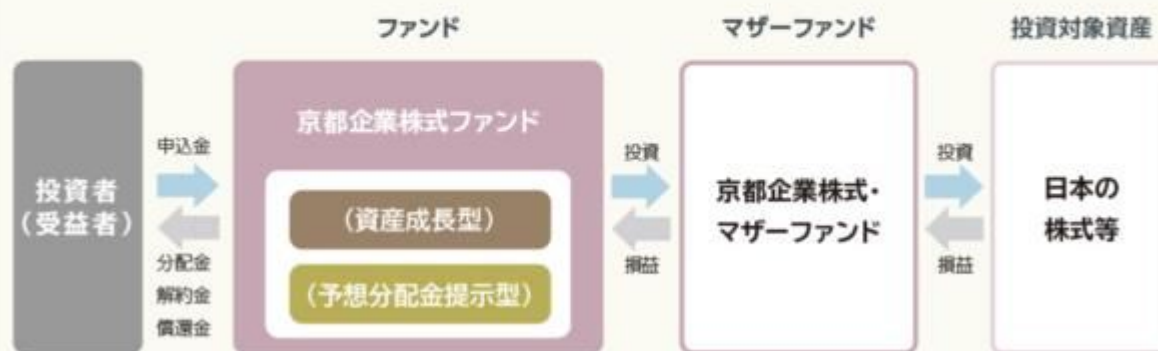 ファンド
マザーファンド
投資対象資産
投資者
(受益者)
申込金
分配金
解約金
償還金
京都企業株式ファンド
(資産成長型)
(予想分配金提示型)
投資
損益
京都企業株式・
マザーファンド
投資
損益
日本の
株式等